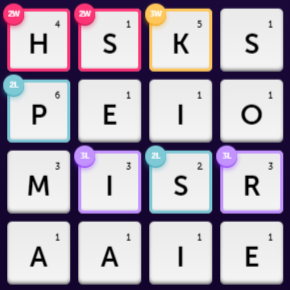 2W 2W 3W
H 4 S 1 K 5 S 1
2L
P 6 E 1 I 1 O 1
3L 2L 3L
M 3 I 3 S 2 R 3
A 1 A 1 I 1 E 1